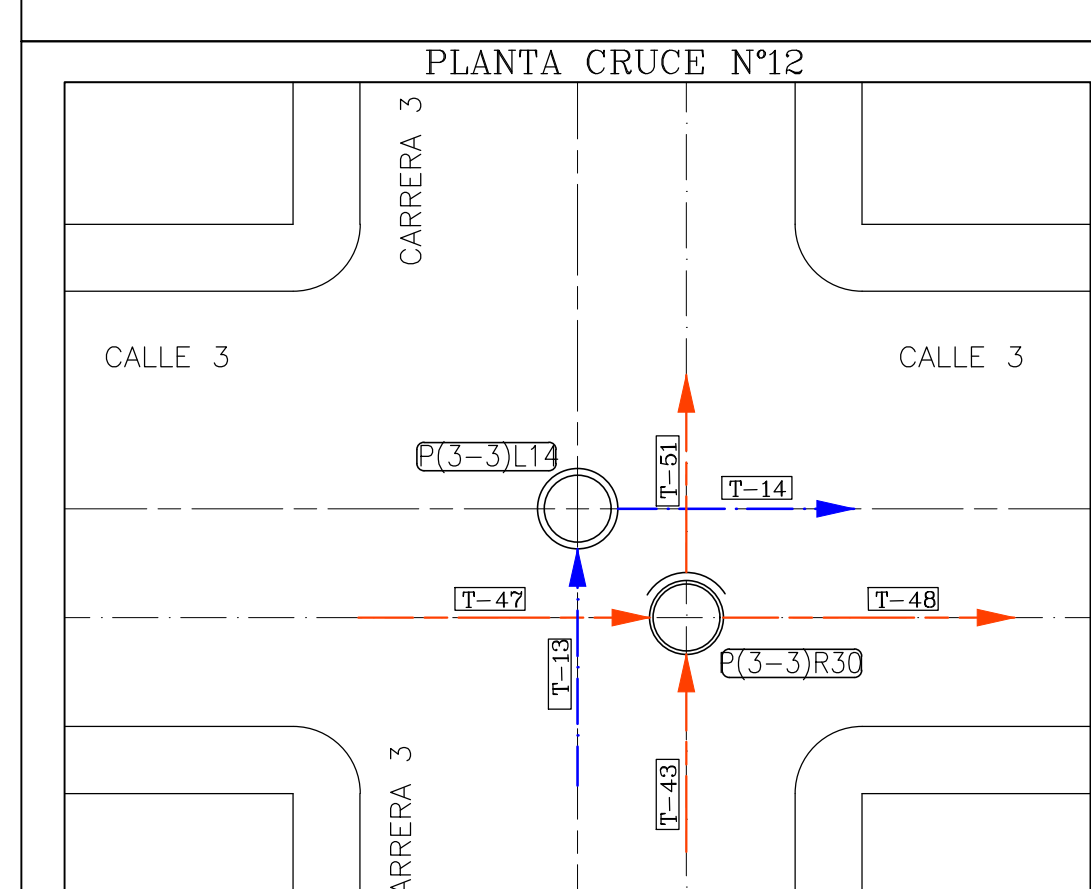 PLANTA CRUCE N°12
CARRERA 3
CALLE 3
CALLE 3
P(3-3)L14
T-51
T-14
T-47
T-48
T-13
P(3-3)R30
T-43
ARRERA 3